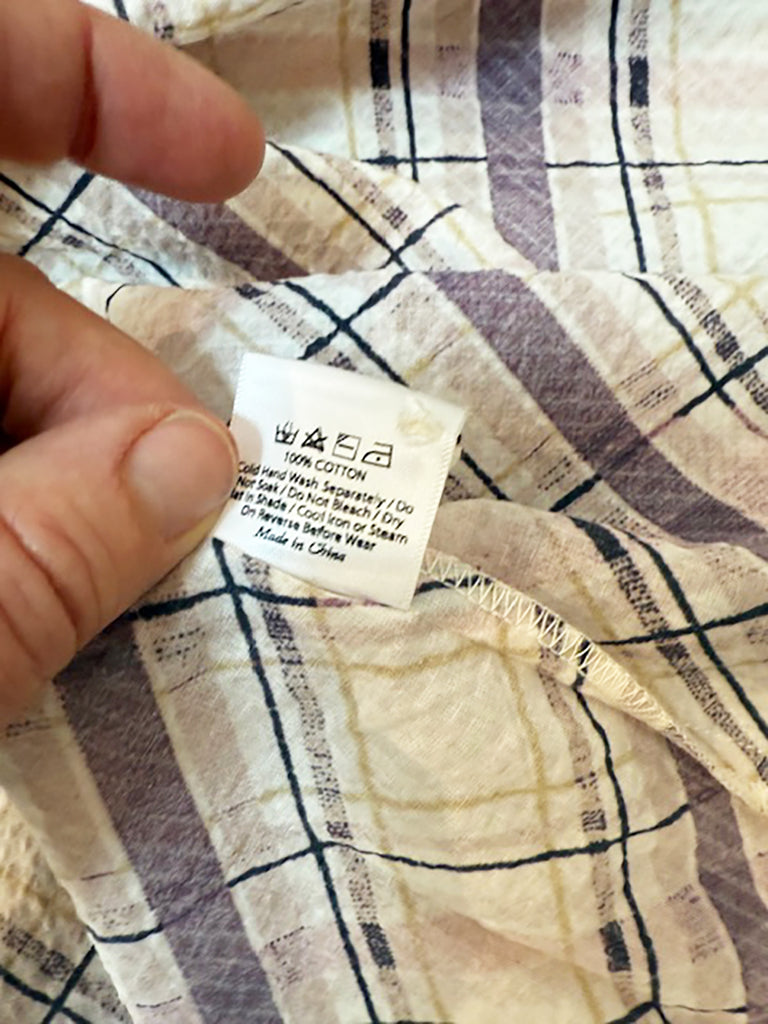 100% COTTON
Cold Hand Wash Separately / Do
Not Soak / Do Not Bleach / Dry
in Shade / Cool Iron or Steam
On Reverse Before Wear
Made In China